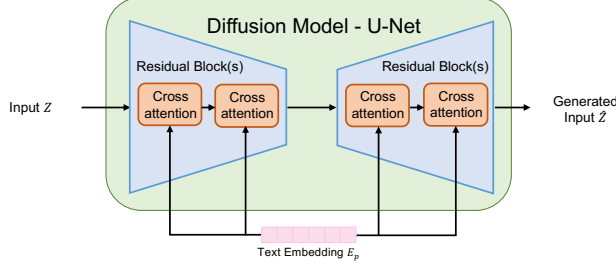 Diffusion Model - U-Net
Residual Block(s)
Residual Block(s)
Input Z
Cross
attention
Cross
attention
Cross
attention
Cross
attention
Generated
Input Ẑ
Text Embedding E_p